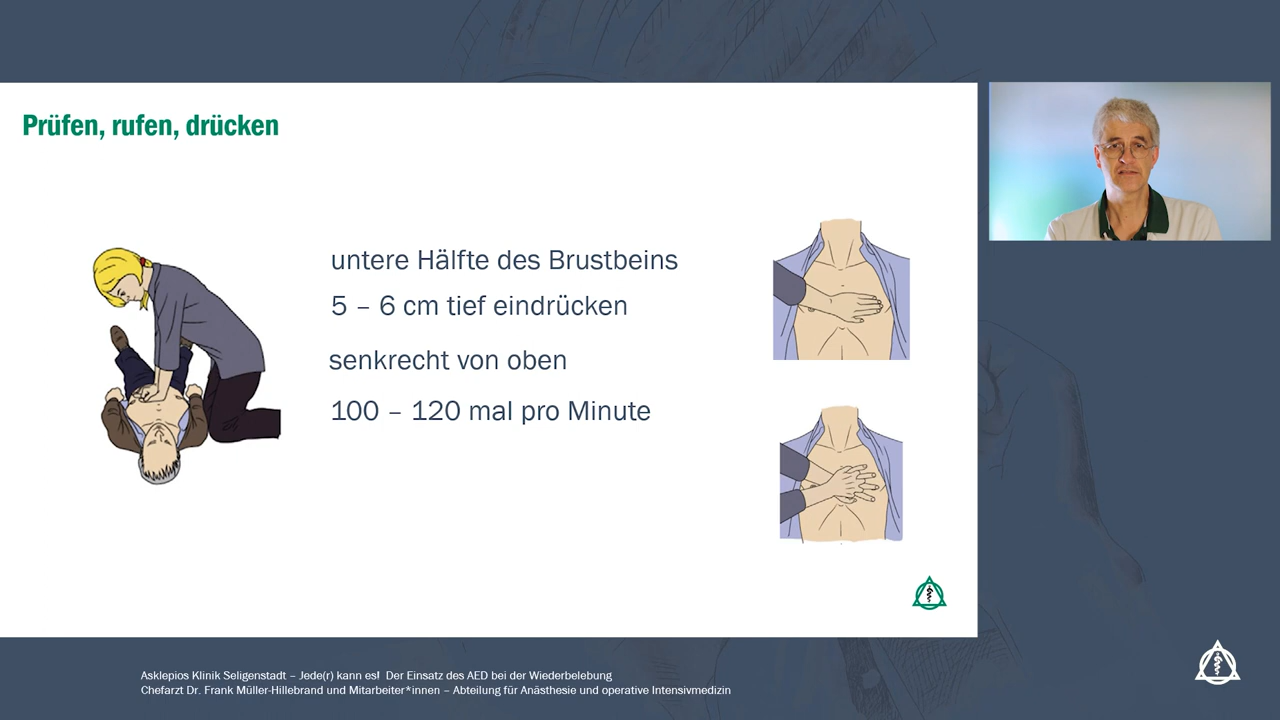 Prüfen, rufen, drücken
untere Hälfte des Brustbeins
5 – 6 cm tief eindrücken
senkrecht von oben
100 – 120 mal pro Minute
Asklepios Klinik Seligenstadt – Jede(r) kann es! Der Einsatz des AED bei der Wiederbelebung
Chefarzt Dr. Frank Müller-Hillebrand und Mitarbeiter*innen – Abteilung für Anästhesie und operative Intensivmedizin